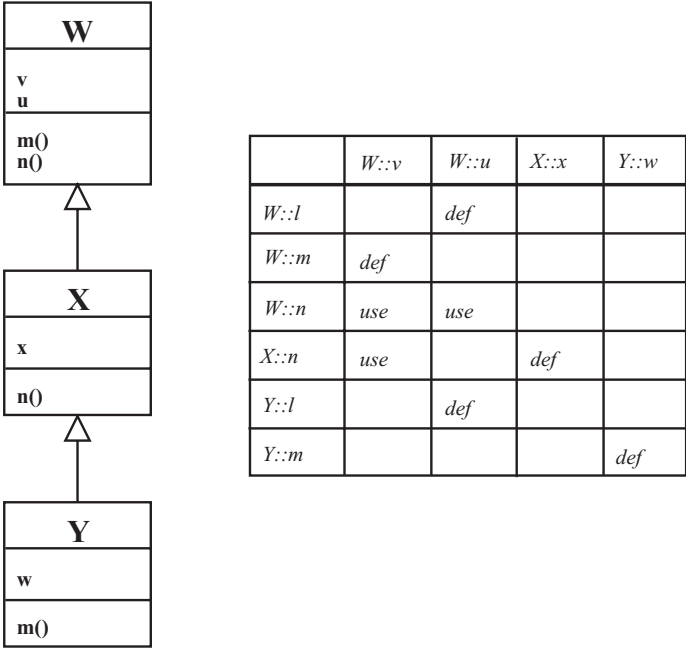 W
v
u
m()
n()
X
x
n()
Y
w
m()
W::v W::u X::x Y::w
W::l def
W::m def
W::n use use
X::n use def
Y::l def
Y::m def